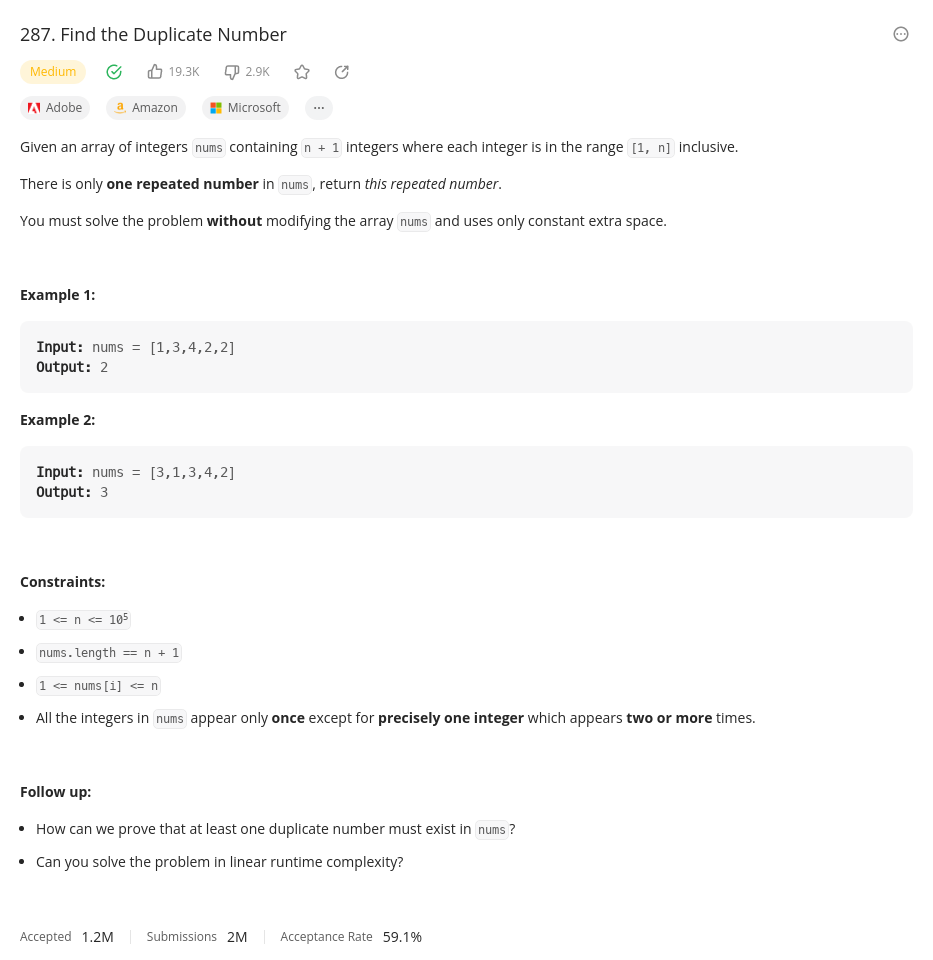 287. Find the Duplicate Number
Medium 19.3K 2.9K
Adobe Amazon Microsoft ...
Given an array of integers nums containing n + 1 integers where each integer is in the range [1, n] inclusive.
There is only one repeated number in nums, return this repeated number.
You must solve the problem without modifying the array nums and uses only constant extra space.
Example 1:
Input: nums = [1,3,4,2,2]
Output: 2
Example 2:
Input: nums = [3,1,3,4,2]
Output: 3
Constraints:
• 1 <= n <= 10⁵
• nums.length == n + 1
• 1 <= nums[i] <= n
• All the integers in nums appear only once except for precisely one integer which appears two or more times.
Follow up:
• How can we prove that at least one duplicate number must exist in nums?
• Can you solve the problem in linear runtime complexity?
Accepted 1.2M Submissions 2M Acceptance Rate 59.1%